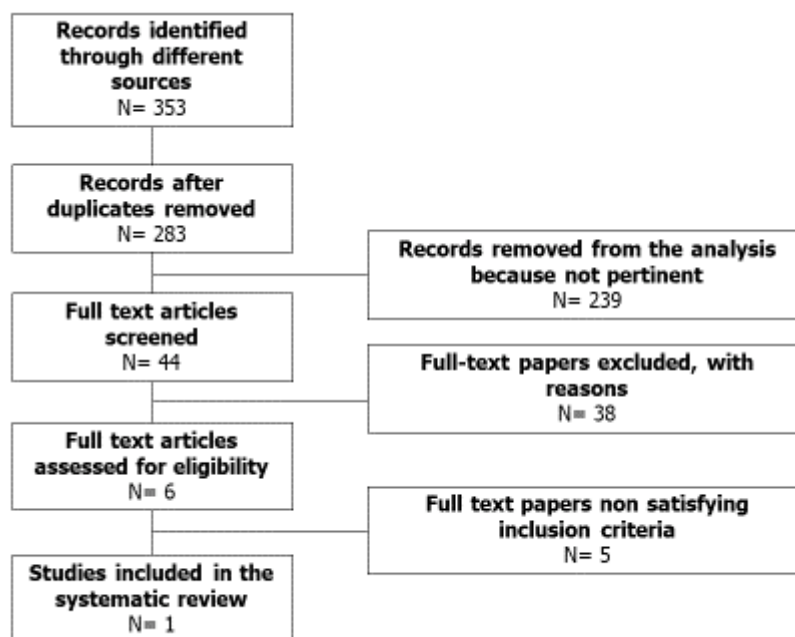 Records identified
through different
sources
N= 353
Records after
duplicates removed
N= 283
Records removed from the analysis
because not pertinent
N= 239
Full text articles
screened
N= 44
Full-text papers excluded, with
reasons
N= 38
Full text articles
assessed for eligibility
N= 6
Full text papers non satisfying
inclusion criteria
N= 5
Studies included in the
systematic review
N= 1